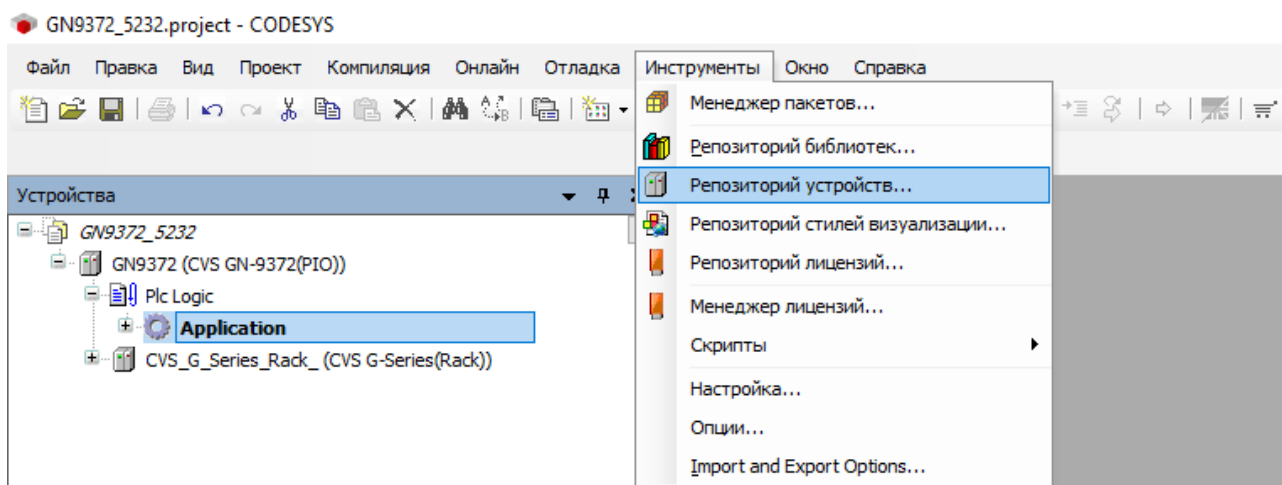 GN9372_5232.project - CODESYS
Файл Правка Вид Проект Компиляция Онлайн Отладка Инструменты Окно Справка
Менеджер пакетов...
Репозиторий библиотек...
Репозиторий устройств...
Репозиторий стилей визуализации...
Репозиторий лицензий...
Менеджер лицензий...
Скрипты
Настройка...
Опции...
Import and Export Options...
Устройства
GN9372_5232
GN9372 (CVS GN-9372(PIO))
Plc Logic
Application
CVS_G_Series_Rack_ (CVS G-Series(Rack))